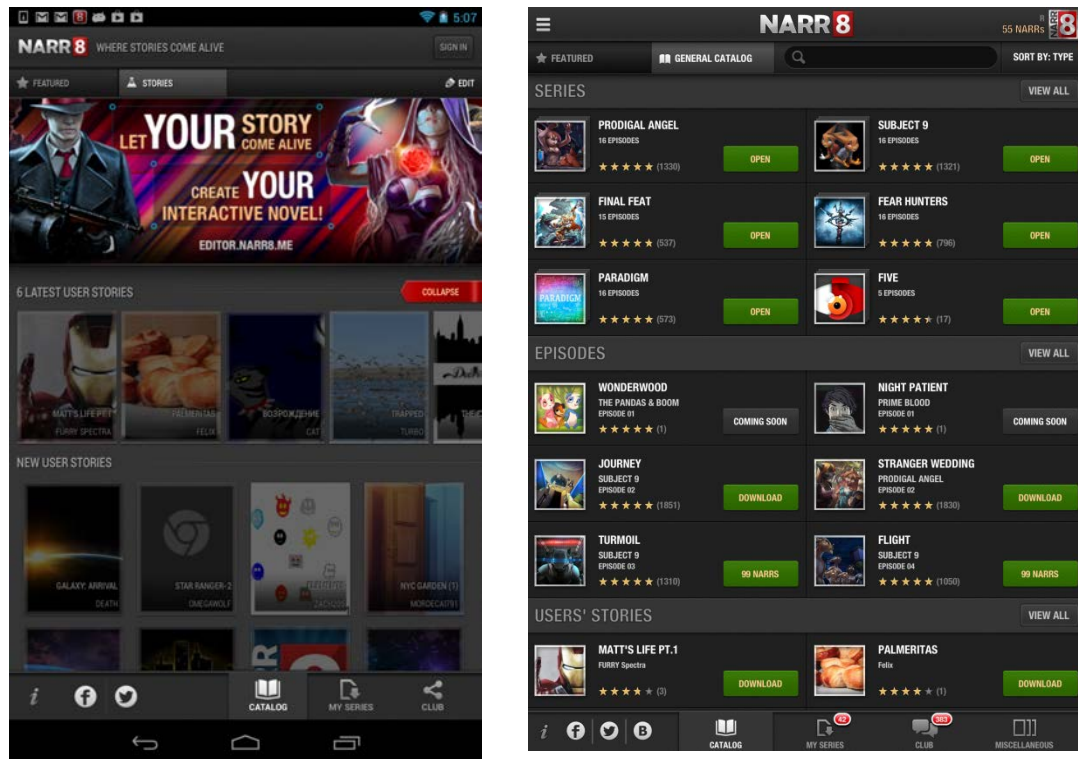 5:07
NARR 8 WHERE STORIES COME ALIVE
SIGN IN
FEATURED
STORIES
EDIT
LET YOUR STORY
COME ALIVE
CREATE YOUR
INTERACTIVE NOVEL!
EDITOR.NARR8.ME
6 LATEST USER STORIES
COLLAPSE
MATT'S LIFE PT.1
FURRY SPECTRA
PALMERITAS
FELIX
ВОЗРОЖДЕНИЕ
CAT
TRAPPED
TURBO
NEW USER STORIES
GALAXY: ARRIVAL
DEATH
STAR RANGER-2
OMEGAWOLF
NYC GARDEN (1)
MORDECAI791
i
CATALOG
MY SERIES
CLUB
NARR 8
8
55 NARRs
FEATURED
GENERAL CATALOG
SORT BY: TYPE
SERIES
VIEW ALL
PRODIGAL ANGEL
16 EPISODES
(1330)
OPEN
SUBJECT 9
16 EPISODES
(1321)
OPEN
FINAL FEAT
15 EPISODES
(537)
OPEN
FEAR HUNTERS
16 EPISODES
(796)
OPEN
PARADIGM
PARADIGM
16 EPISODES
(573)
OPEN
FIVE
5 EPISODES
(17)
OPEN
EPISODES
VIEW ALL
WONDERWOOD
THE PANDAS & BOOM
EPISODE 01
(1)
COMING SOON
NIGHT PATIENT
PRIME BLOOD
EPISODE 01
(1)
COMING SOON
JOURNEY
SUBJECT 9
EPISODE 02
(1851)
DOWNLOAD
STRANGER WEDDING
PRODIGAL ANGEL
EPISODE 02
(1830)
DOWNLOAD
TURMOIL
SUBJECT 9
EPISODE 03
(1310)
99 NARRS
FLIGHT
SUBJECT 9
EPISODE 04
(1050)
99 NARRS
USERS' STORIES
VIEW ALL
MATT'S LIFE PT.1
FURRY Spectra
(3)
DOWNLOAD
PALMERITAS
Felix
(1)
DOWNLOAD
i
CATALOG
42
MY SERIES
383
CLUB
MISCELLANEOUS